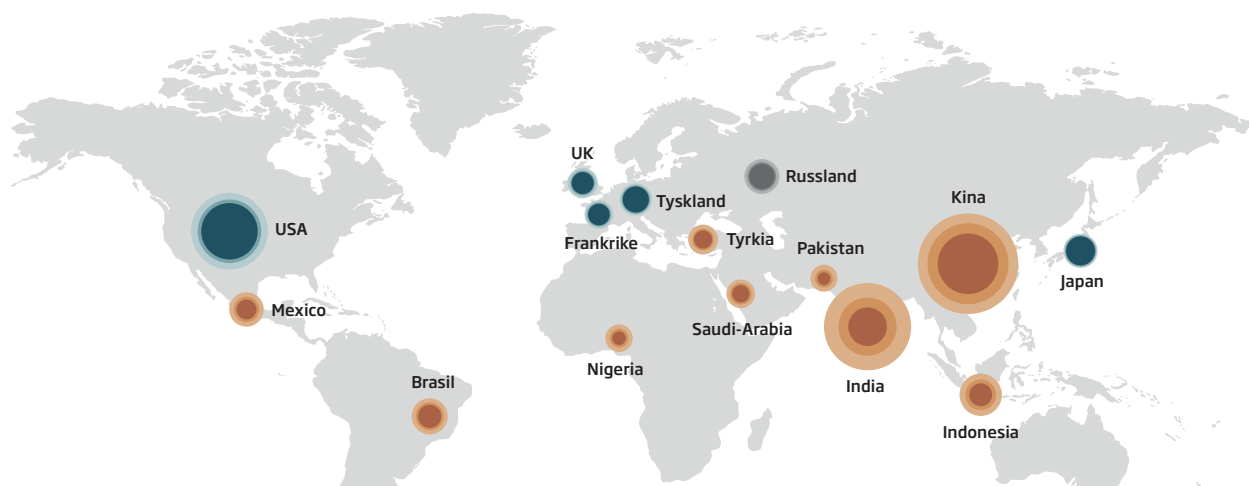 UK
Russland
Tyskland
Kina
USA
Frankrike
Tyrkia
Pakistan
Japan
Mexico
Saudi-Arabia
Nigeria
Brasil
India
Indonesia